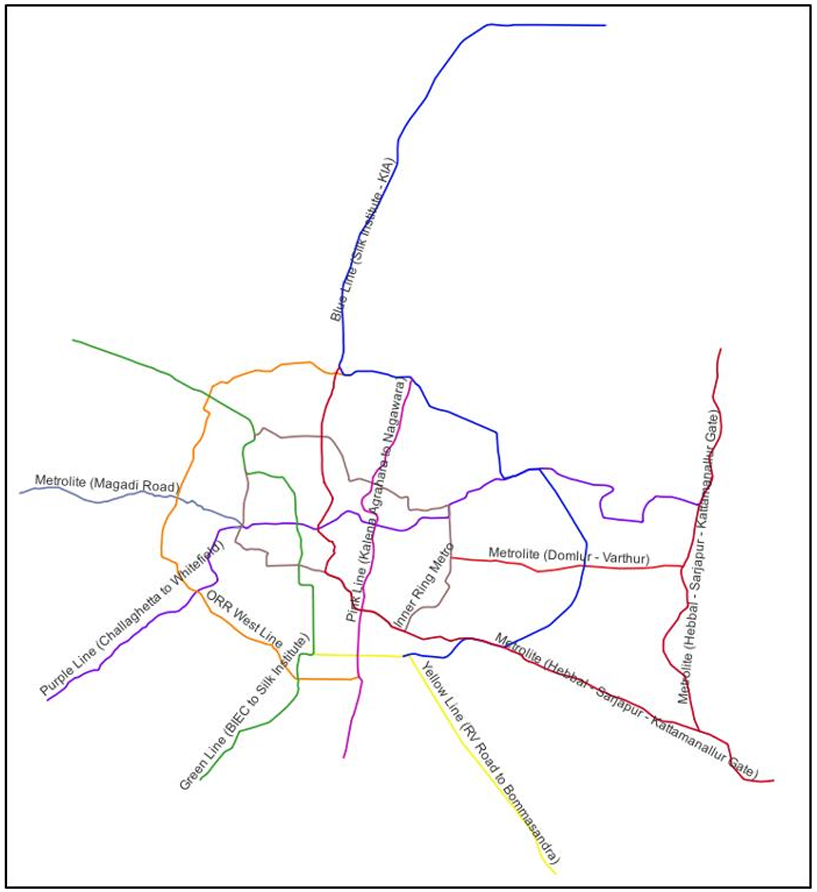 Blue Line (Silk Institute - KIA)
Pink Line (Kalena Agrahara to Nagawara)
Metrolite (Magadi Road)
Metrolite (Hebbal - Sarjapur - Kattamanallur Gate)
Metrolite (Domlur - Varthur)
Inner Ring Metro
Purple Line (Challaghetta to Whitefield)
ORR West Line
Green Line (BIEC to Silk Institute)
Metrolite (Hebbal - Sarjapur - Kattamanallur Gate)
Yellow Line (RV Road to Bommasandra)